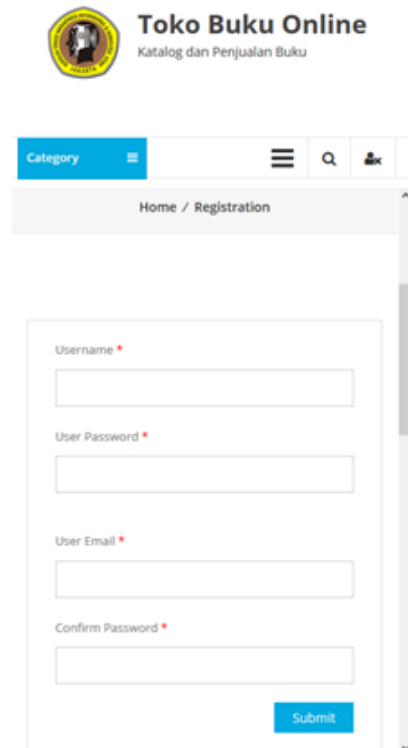 Toko Buku Online
Katalog dan Penjualan Buku
Category
Home / Registration
Username *
User Password *
User Email *
Confirm Password *
Submit